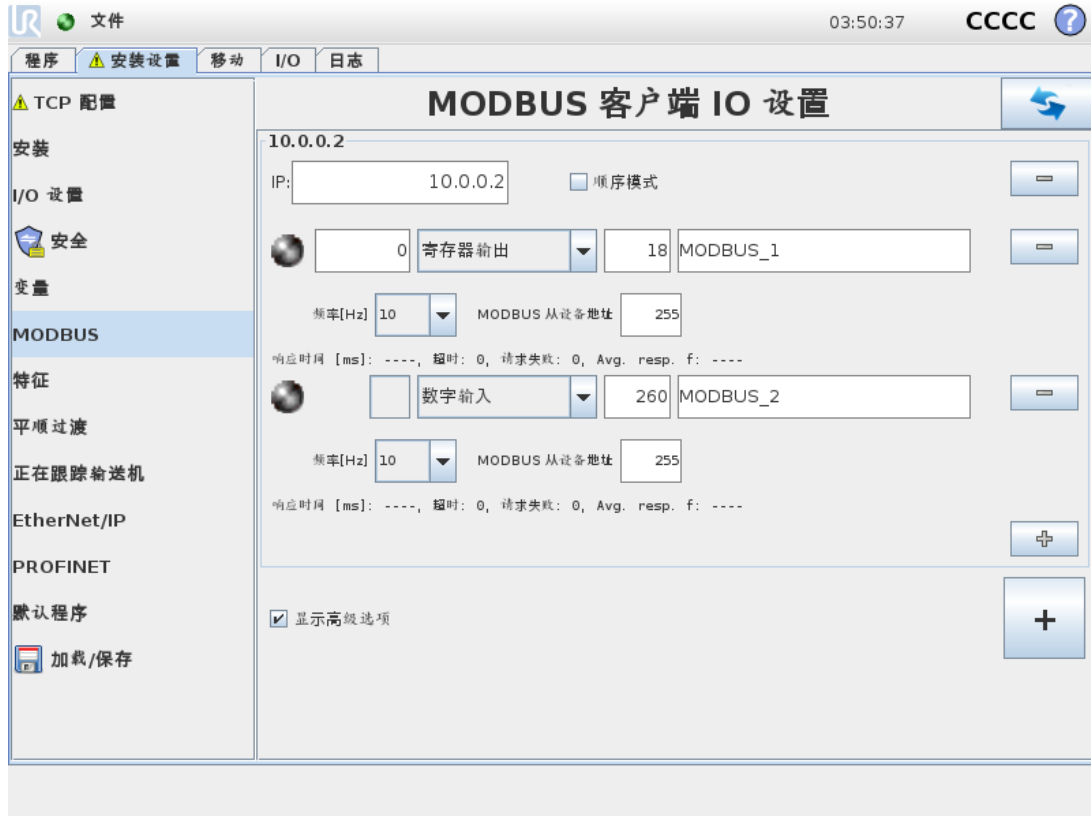 UR 文件 03:50:37 CCCC ?
程序 安装设置 移动 I/O 日志
TCP 配置
安装
I/O 设置
安全
变量
MODBUS
特征
平顺过渡
正在跟踪输送机
EtherNet/IP
PROFINET
默认程序
加载/保存
MODBUS 客户端 IO 设置
10.0.0.2
IP: 10.0.0.2 顺序模式
0 寄存器输出 18 MODBUS_1
频率[Hz] 10 MODBUS 从设备地址 255
响应时间 [ms]: ----, 超时: 0, 请求失败: 0, Avg. resp. f: ----
数字输入 260 MODBUS_2
频率[Hz] 10 MODBUS 从设备地址 255
响应时间 [ms]: ----, 超时: 0, 请求失败: 0, Avg. resp. f: ----
显示高级选项